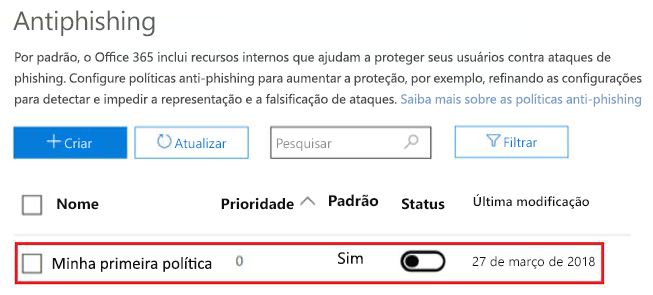 Antiphishing
Por padrão, o Office 365 inclui recursos internos que ajudam a proteger seus usuários contra ataques de
phishing. Configure políticas anti-phishing para aumentar a proteção, por exemplo, refinando as configurações
para detectar e impedir a representação e a falsificação de ataques. Saiba mais sobre as políticas anti-phishing
Criar Atualizar Pesquisar Filtrar
Nome Prioridade Padrão Status Última modificação
Minha primeira política 0 Sim 27 de março de 2018